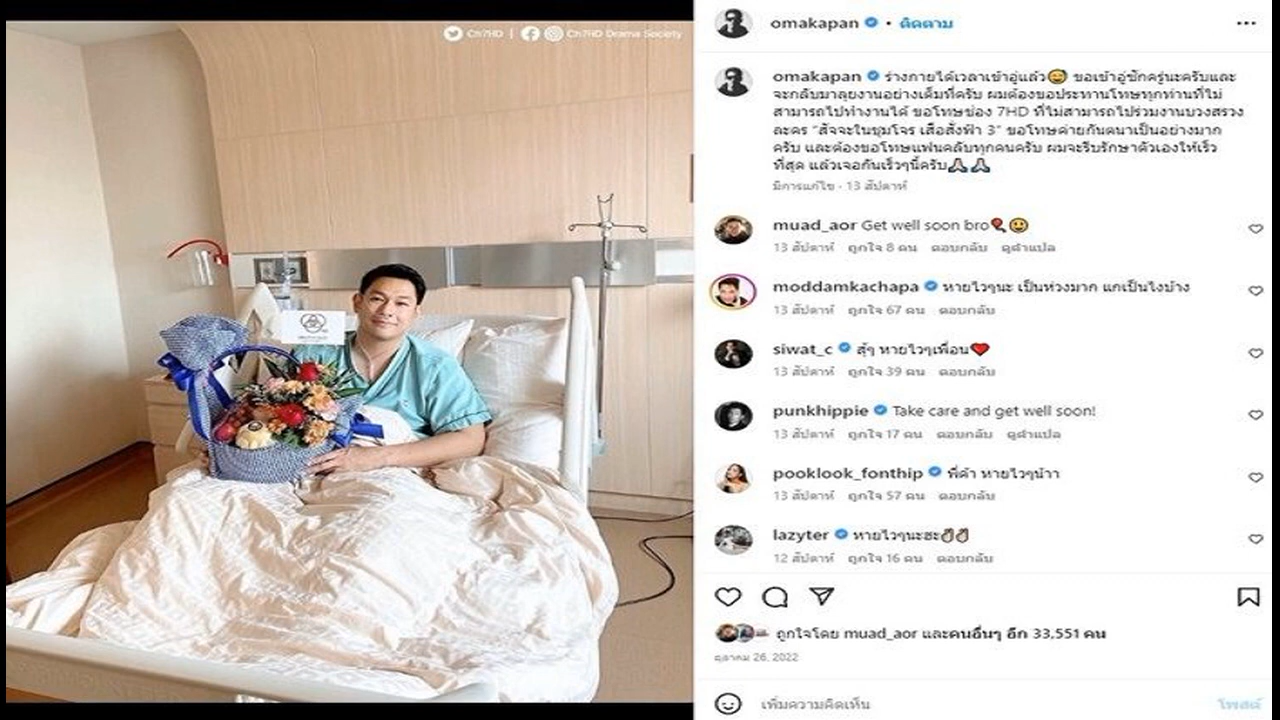 Ch7HD | Ch7HD Drama Society
omakapan • ติดตาม
omakapan ร่างกายได้เวลาเข้าอู่แล้ว😅 ขอเข้าอู่ซักครู่นะครับและ
จะกลับมาลุยงานอย่างเต็มที่ครับ ผมต้องขอประทานโทษทุกท่านที่ไม่
สามารถไปทำงานได้ ขอโทษช่อง 7HD ที่ไม่สามารถไปร่วมงานบวงสรวง
ละคร "สัจจะในชุมโจร เสือสั่งฟ้า 3" ขอโทษค่ายกันตนาเป็นอย่างมาก
ครับ และต้องขอโทษแฟนคลับทุกคนครับ ผมจะรีบรักษาตัวเองให้เร็ว
ที่สุด แล้วเจอกันเร็วๆนี้ครับ🙏🏻🙏🏻
มีการแก้ไข · 13 สัปดาห์
muad_aor Get well soon bro🎈🙂
13 สัปดาห์ ถูกใจ 8 คน ตอบกลับ ดูคำแปล
moddamkachapa หายไวๆนะ เป็นห่วงมาก แกเป็นไงบ้าง
13 สัปดาห์ ถูกใจ 67 คน ตอบกลับ
siwat_c สู้ๆ หายไวๆเพื่อน❤️
13 สัปดาห์ ถูกใจ 39 คน ตอบกลับ
punkhippie Take care and get well soon!
13 สัปดาห์ ถูกใจ 17 คน ตอบกลับ ดูคำแปล
pooklook_fonthip พี่ด๋า หายไวๆน้าา
13 สัปดาห์ ถูกใจ 57 คน ตอบกลับ
lazyter หายไวๆนะฮะ✌🏻✌🏻
12 สัปดาห์ ถูกใจ 16 คน ตอบกลับ
ถูกใจโดย muad_aor และคนอื่นๆ อีก 33,551 คน
ตุลาคม 26, 2022
เพิ่มความคิดเห็น
โพสต์